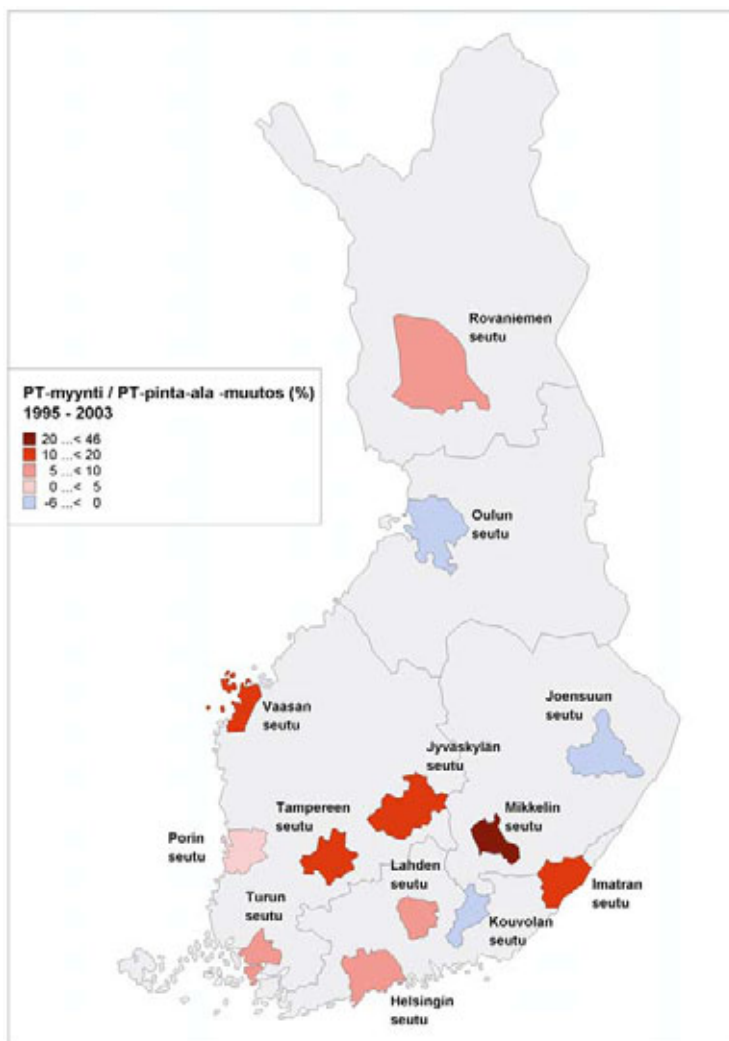 Rovaniemen
seutu
PT-myynti / PT-pinta-ala -muutos (%)
1995 - 2003
20 ...< 46
10 ...< 20
5 ...< 10
0 ...< 5
-6 ...< 0
Oulun
seutu
Vaasan
seutu
Joensuun
seutu
Jyväskylän
seutu
Tampereen
seutu
Mikkelin
seutu
Porin
seutu
Lahden
seutu
Imatran
seutu
Turun
seutu
Kouvolan
seutu
Helsingin
seutu